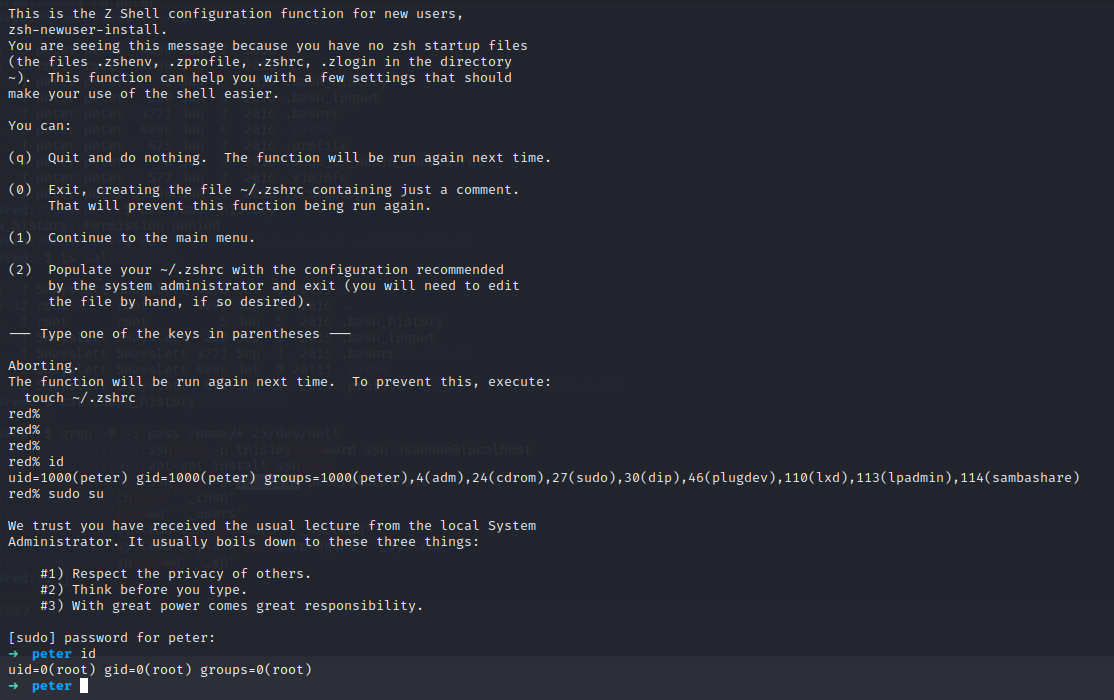 This is the Z Shell configuration function for new users,
zsh-newuser-install.
You are seeing this message because you have no zsh startup files
(the files .zshenv, .zprofile, .zshrc, .zlogin in the directory
~).  This function can help you with a few settings that should
make your use of the shell easier.
You can:
(q)  Quit and do nothing.  The function will be run again next time.
(0)  Exit, creating the file ~/.zshrc containing just a comment.
     That will prevent this function being run again.
(1)  Continue to the main menu.
(2)  Populate your ~/.zshrc with the configuration recommended
     by the system administrator and exit (you will need to edit
     the file by hand, if so desired).
--- Type one of the keys in parentheses ---
Aborting.
The function will be run again next time.  To prevent this, execute:
  touch ~/.zshrc
red%
red%
red%
red% id
uid=1000(peter) gid=1000(peter) groups=1000(peter),4(adm),24(cdrom),27(sudo),30(dip),46(plugdev),110(lxd),113(lpadmin),114(sambashare)
red% sudo su
We trust you have received the usual lecture from the local System
Administrator. It usually boils down to these three things:
    #1) Respect the privacy of others.
    #2) Think before you type.
    #3) With great power comes great responsibility.
[sudo] password for peter:
→  peter id
uid=0(root) gid=0(root) groups=0(root)
→  peter